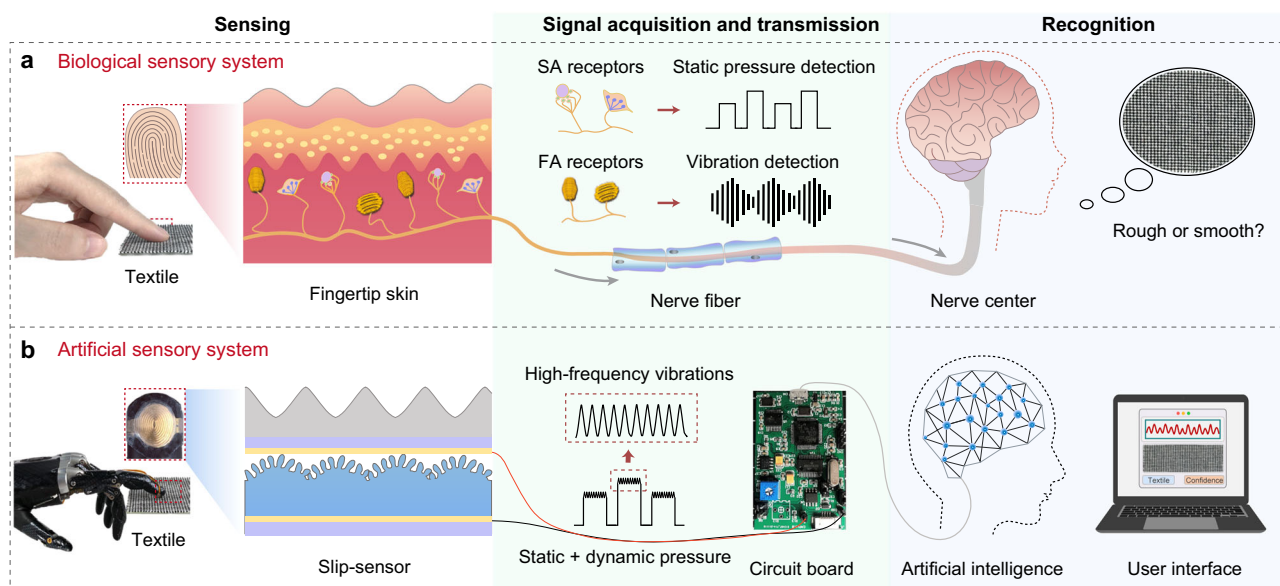 Sensing
Signal acquisition and transmission
Recognition
a Biological sensory system
SA receptors
Static pressure detection
FA receptors
Vibration detection
Textile
Fingertip skin
Nerve fiber
Nerve center
Rough or smooth?
b Artificial sensory system
High-frequency vibrations
Textile
Confidence
Textile
Slip-sensor
Static + dynamic pressure
Circuit board
Artificial intelligence
User interface